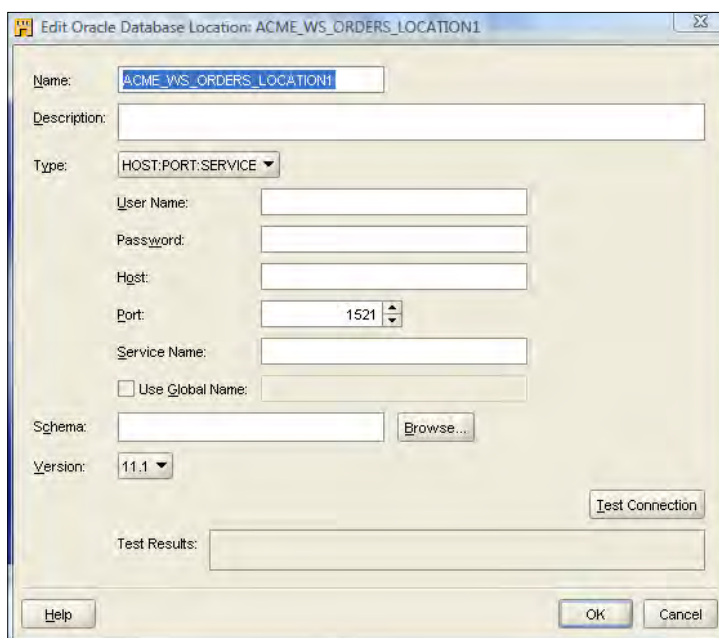 Edit Oracle Database Location: ACME_WS_ORDERS_LOCATION1
Name: ACME_WS_ORDERS_LOCATION1
Description:
Type: HOST:PORT:SERVICE
User Name:
Password:
Host:
Port: 1521
Service Name:
Use Global Name:
Schema: Browse...
Version: 11.1
Test Connection
Test Results:
Help OK Cancel